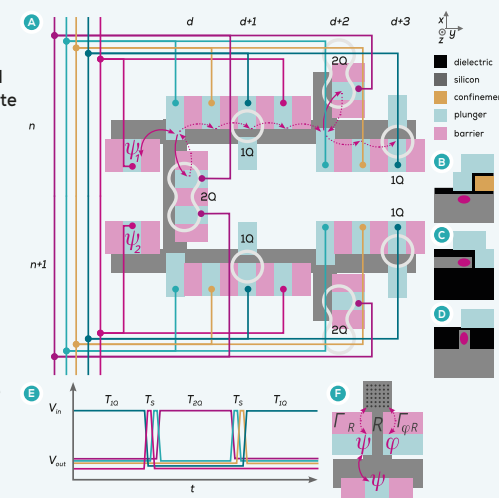 A
d d+1 d+2 d+3
x
z y
2Q
dielectric
silicon
confinement
plunger
barrier
n
ψ1
1Q
1Q
B
2Q
1Q
C
ψ2
1Q
n+1
2Q
D
E
T1Q Ts T2Q Ts T1Q
Vin
Vout
t
F
ΓR R ΓφR
ψ φ
ψ